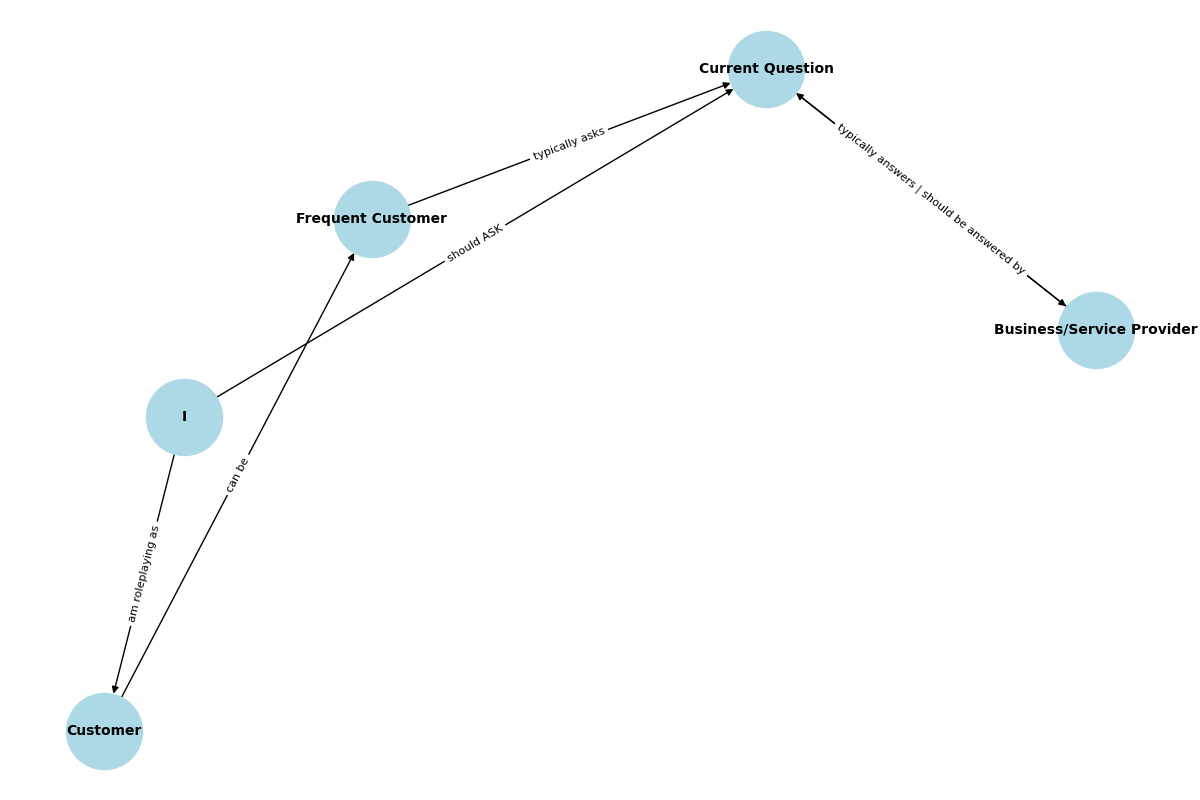 Current Question
typically asks
typically answers | should be answered by
Frequent Customer
should ASK
Business/Service Provider
I
can be
am roleplaying as
Customer